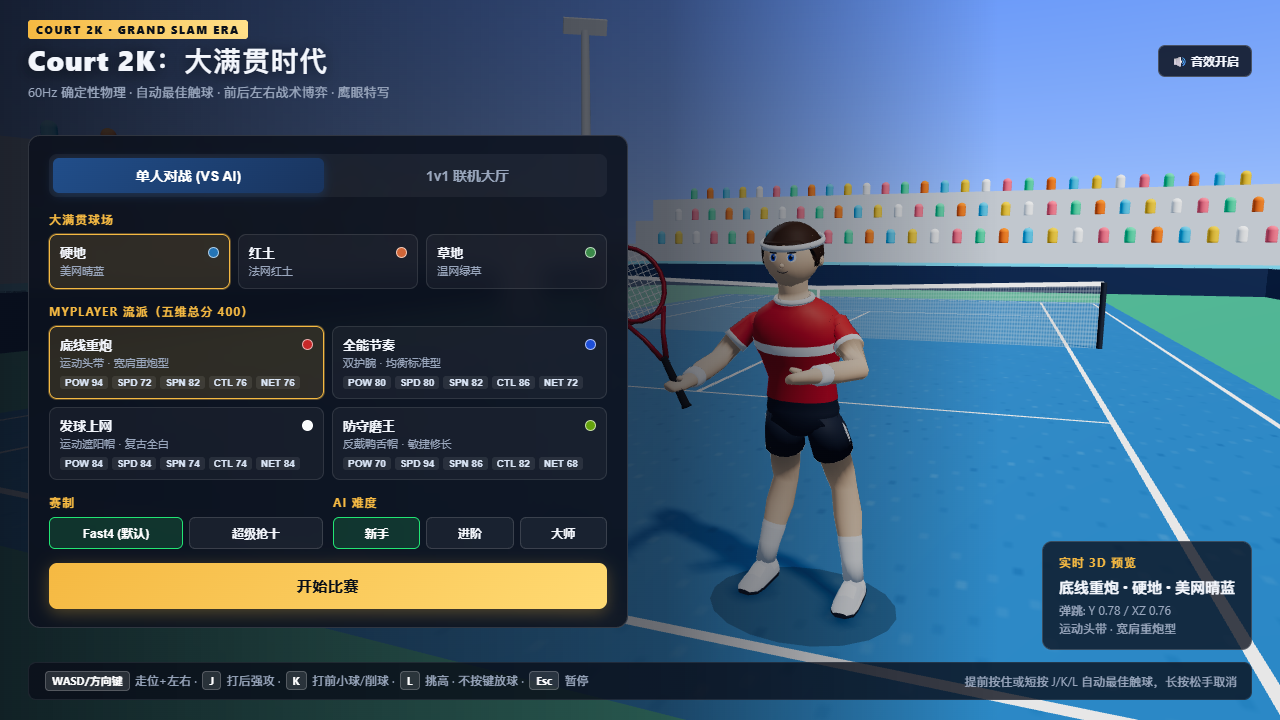 COURT 2K · GRAND SLAM ERA
Court 2K：大满贯时代
60Hz 确定性物理 · 自动最佳触球 · 前后左右战术博弈 · 鹰眼特写
音效开启
单人对战 (VS AI)
1v1 联机大厅
大满贯球场
硬地
美网晴蓝
红土
法网红土
草地
温网绿草
MYPLAYER 流派（五维总分 400）
底线重炮
运动头带 · 宽肩重炮型
POW 94 SPD 72 SPN 82 CTL 76 NET 76
全能节奏
双护腕 · 均衡标准型
POW 80 SPD 80 SPN 82 CTL 86 NET 72
发球上网
运动遮阳帽 · 复古全白
POW 84 SPD 84 SPN 74 CTL 74 NET 84
防守磨王
反戴鸭舌帽 · 敏捷修长
POW 70 SPD 94 SPN 86 CTL 82 NET 68
赛制
Fast4 (默认) 超级抢十
AI 难度
新手 进阶 大师
开始比赛
实时 3D 预览
底线重炮 · 硬地 · 美网晴蓝
弹跳: Y 0.78 / XZ 0.76
运动头带 · 宽肩重炮型
WASD/方向键 走位+左右 · J 打后强攻 · K 打前小球/削球 · L 挑高 · 不按键放球 · Esc 暂停
提前按住或短按 J/K/L 自动最佳触球，长按松手取消